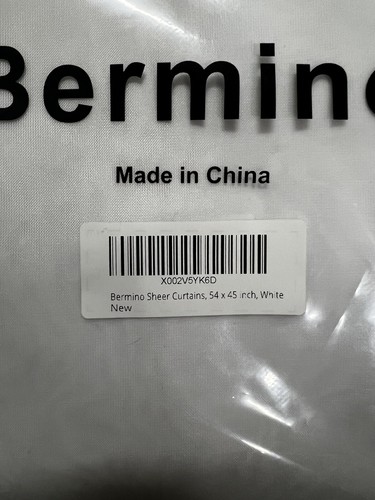 Bermino
Made in China
X002V5YK6D
Bermino Sheer Curtains, 54 x 45 inch, White
New